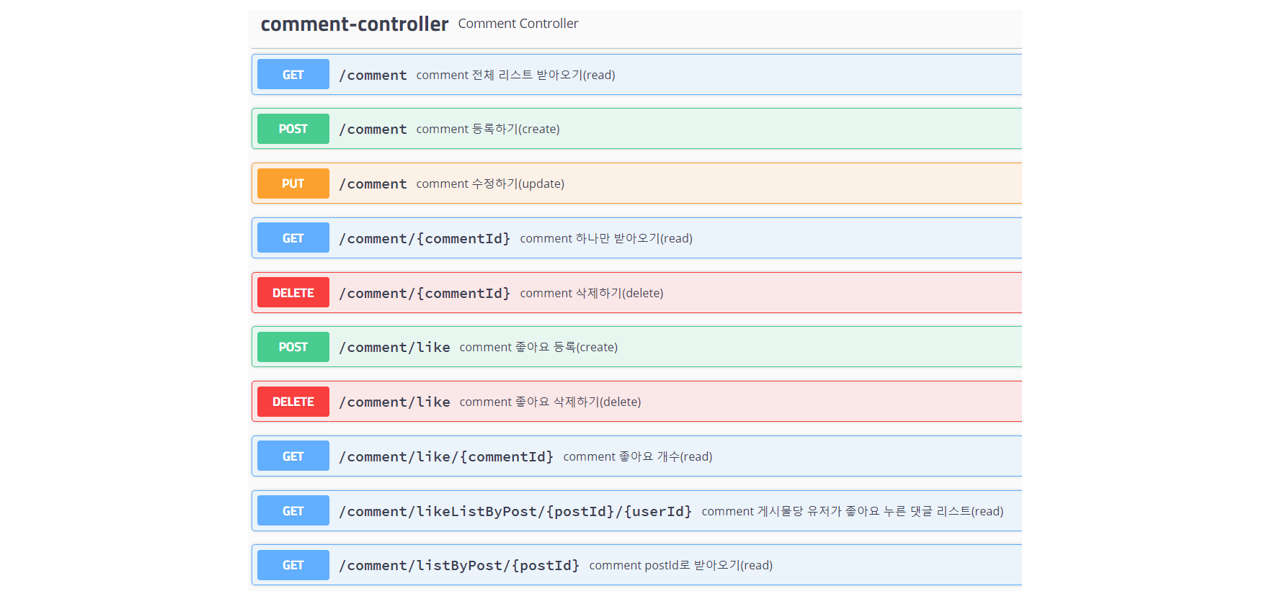 comment-controller Comment Controller
GET /comment comment 전체 리스트 받아오기(read)
POST /comment comment 등록하기(create)
PUT /comment comment 수정하기(update)
GET /comment/{commentId} comment 하나만 받아오기(read)
DELETE /comment/{commentId} comment 삭제하기(delete)
POST /comment/like comment 좋아요 등록(create)
DELETE /comment/like comment 좋아요 삭제하기(delete)
GET /comment/like/{commentId} comment 좋아요 개수(read)
GET /comment/likeListByPost/{postId}/{userId} comment 게시물당 유저가 좋아요 누른 댓글 리스트(read)
GET /comment/listByPost/{postId} comment postId로 받아오기(read)